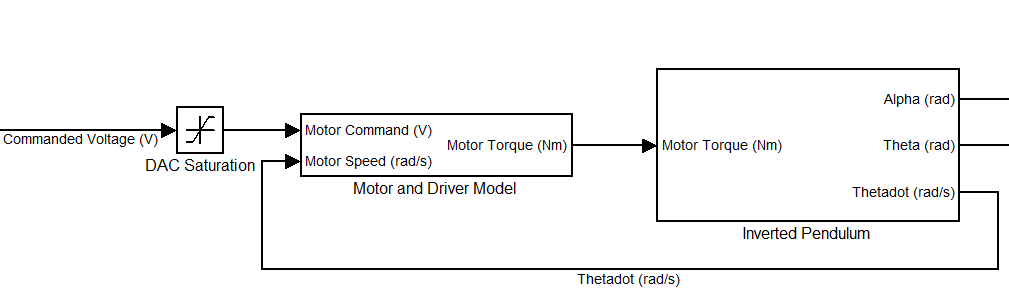 Commanded Voltage (V)
DAC Saturation
Motor Command (V)
Motor Speed (rad/s)
Motor Torque (Nm)
Motor and Driver Model
Motor Torque (Nm)
Alpha (rad)
Theta (rad)
Thetadot (rad/s)
Inverted Pendulum
Thetadot (rad/s)